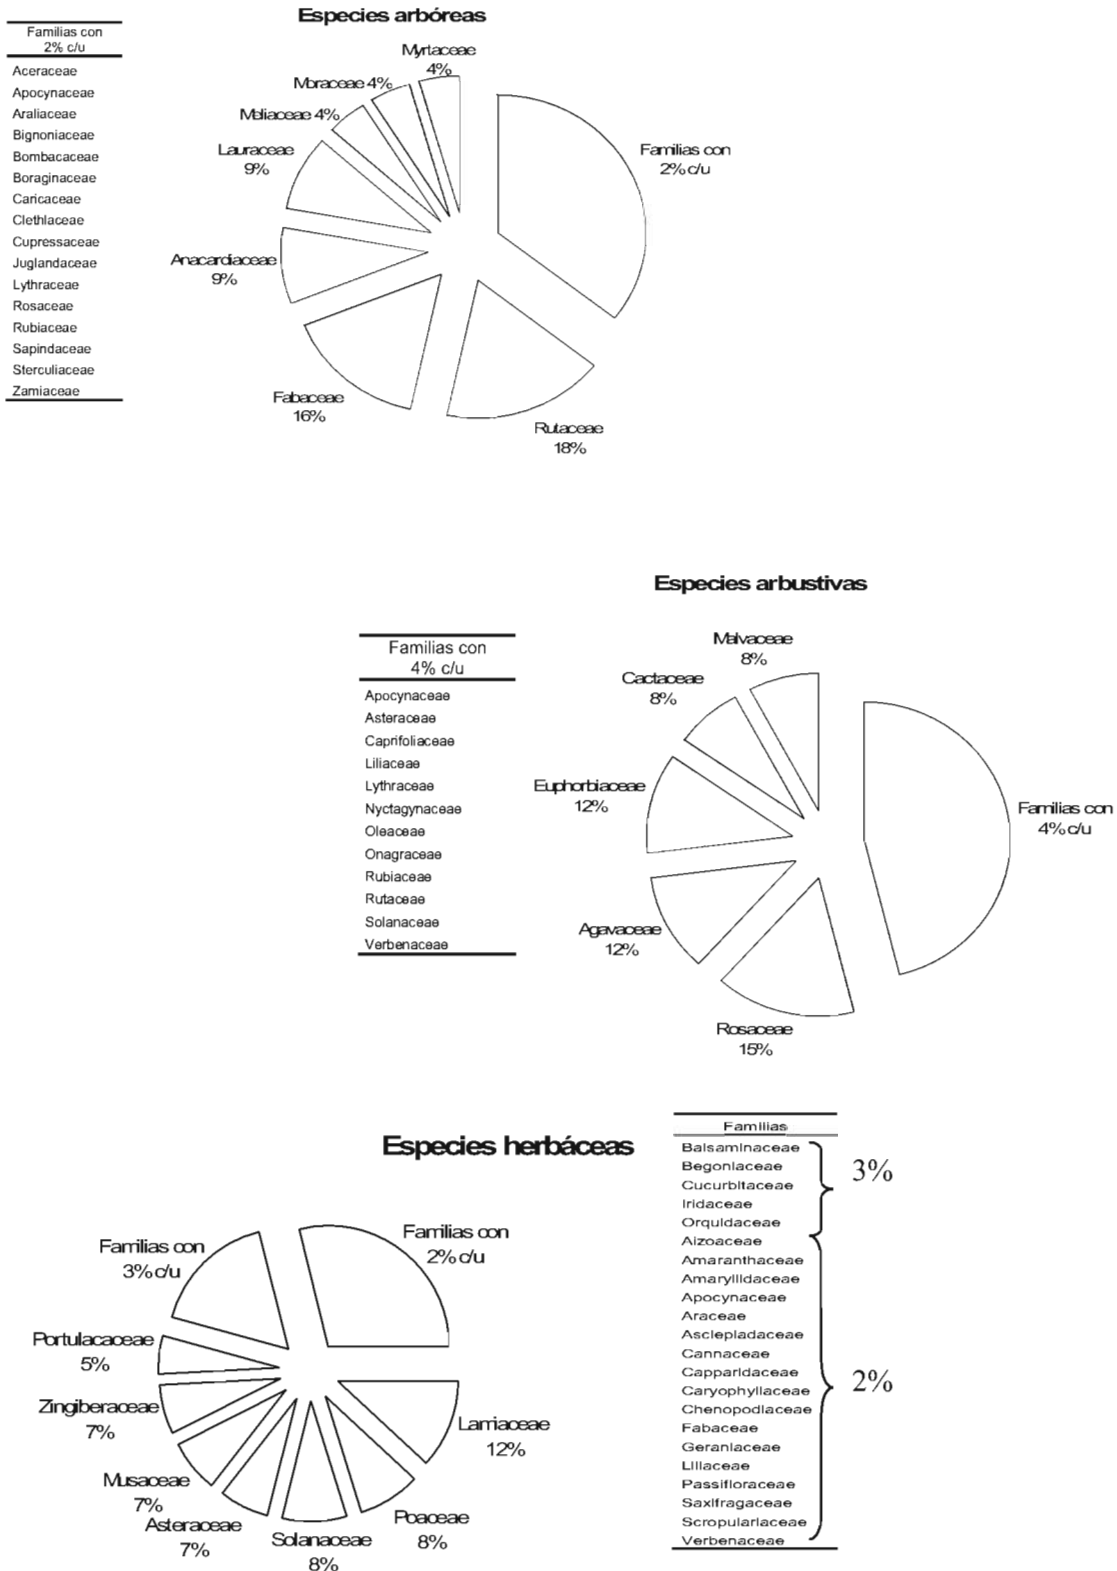 Especies arbóreas
Familias con
2% c/u
Aceraceae
Apocynaceae
Araliaceae
Bignoniaceae
Bombacaceae
Boraginaceae
Caricaceae
Clethlaceae
Cupressaceae
Juglandaceae
Lythraceae
Rosaceae
Rubiaceae
Sapindaceae
Sterculiaceae
Zamiaceae
Myrtaceae
4%
Moraceae 4%
Meliaceae 4%
Lauraceae
9%
Anacardiaceae
9%
Fabaceae
16%
Rutaceae
18%
Familias con
2% c/u
Especies arbustivas
Familias con
4% c/u
Apocynaceae
Asteraceae
Caprifoliaceae
Liliaceae
Lythraceae
Nyctagynaceae
Oleaceae
Onagraceae
Rubiaceae
Rutaceae
Solanaceae
Verbenaceae
Malvaceae
8%
Cactaceae
8%
Euphorbiaceae
12%
Agavaceae
12%
Rosaceae
15%
Familias con
4% c/u
Especies herbáceas
Familias con
3% c/u
Familias con
2% c/u
Portulacaceae
5%
Zingiberaceae
7%
Musaceae
7%
Asteraceae
7%
Solanaceae
8%
Poaceae
8%
Lamiaceae
12%
Familias
Balsaminaceae
Begoniaceae
Cucurbitaceae
Iridaceae
Orquidaceae
Aizoaceae
Amaranthaceae
Amaryllidaceae
Apocynaceae
Araceae
Asclepiadaceae
Cannaceae
Capparidaceae
Caryophyllaceae
Chenopodiaceae
Fabaceae
Geraniaceae
Liliaceae
Passifloraceae
Saxifragaceae
Scropulariaceae
Verbenaceae
3%
2%